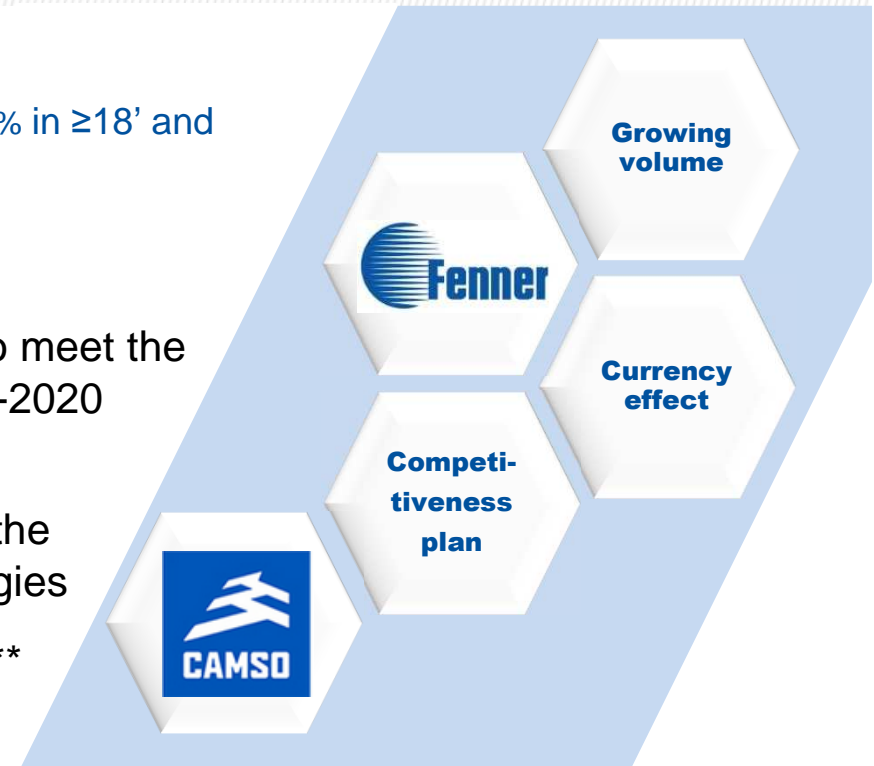 % in ≥18’ and
o meet the
-2020
the
gies
**
Growing
volume
Fenner
Currency
effect
Competi-
tiveness
plan
CAMSO